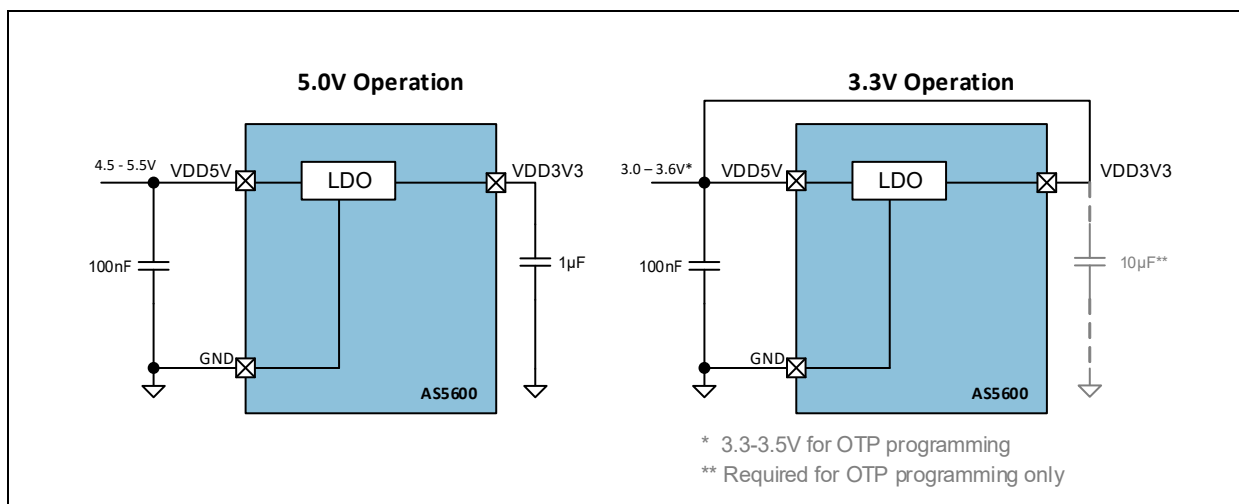 5.0V Operation
4.5 - 5.5V
VDD5V
LDO
VDD3V3
100nF
1µF
GND
AS5600
3.3V Operation
3.0 – 3.6V*
VDD5V
LDO
VDD3V3
100nF
10µF**
GND
AS5600
* 3.3-3.5V for OTP programming
** Required for OTP programming only